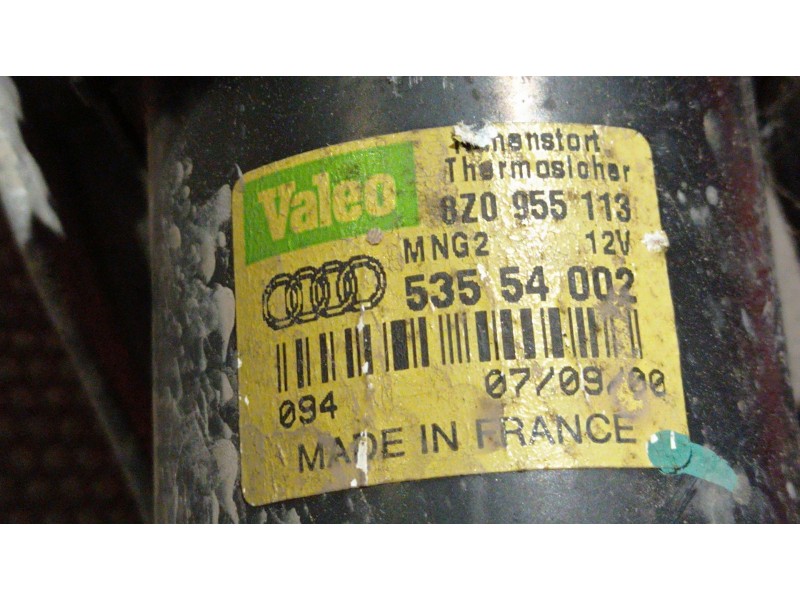 Valeo
Thermosicher
8Z0 955 113
MNG2 12V
535 54 002
094 07/09/00
MADE IN FRANCE